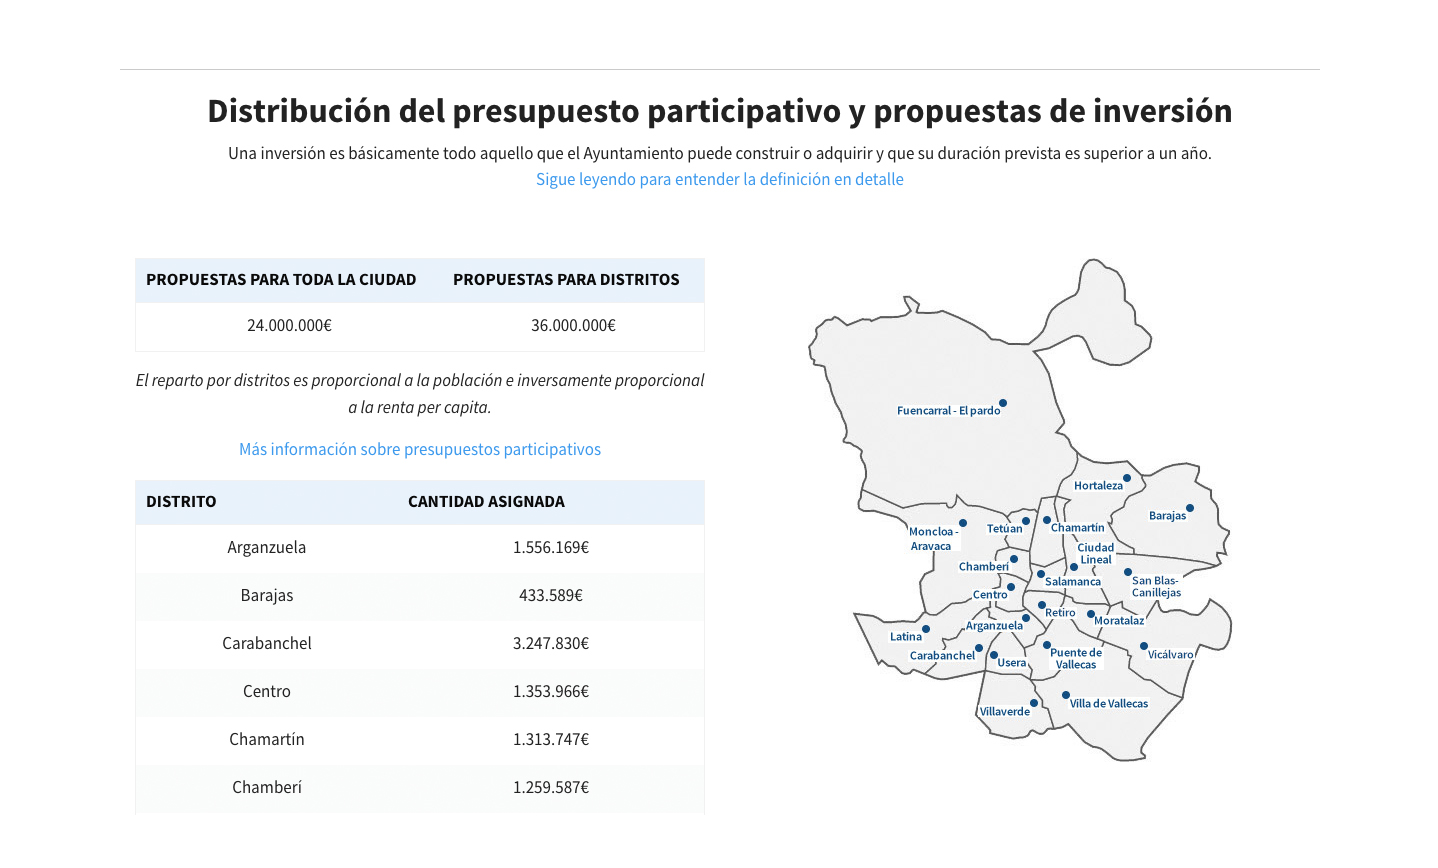 Distribución del presupuesto participativo y propuestas de inversión
Una inversión es básicamente todo aquello que el Ayuntamiento puede construir o adquirir y que su duración prevista es superior a un año.
Sigue leyendo para entender la definición en detalle
PROPUESTAS PARA TODA LA CIUDAD PROPUESTAS PARA DISTRITOS
24.000.000€ 36.000.000€
El reparto por distritos es proporcional a la población e inversamente proporcional
a la renta per capita.
Más información sobre presupuestos participativos
DISTRITO CANTIDAD ASIGNADA
Arganzuela 1.556.169€
Barajas 433.589€
Carabanchel 3.247.830€
Centro 1.353.966€
Chamartín 1.313.747€
Chamberí 1.259.587€
Fuencarral - El pardo
Hortaleza
Barajas
Tetúan
Chamartín
Moncloa -
Aravaca
Ciudad
Lineal
Chamberí
Salamanca
San Blas-
Canillejas
Centro
Retiro
Moratalaz
Arganzuela
Latina
Carabanchel
Usera
Puente de
Vallecas
Vicálvaro
Villaverde
Villa de Vallecas